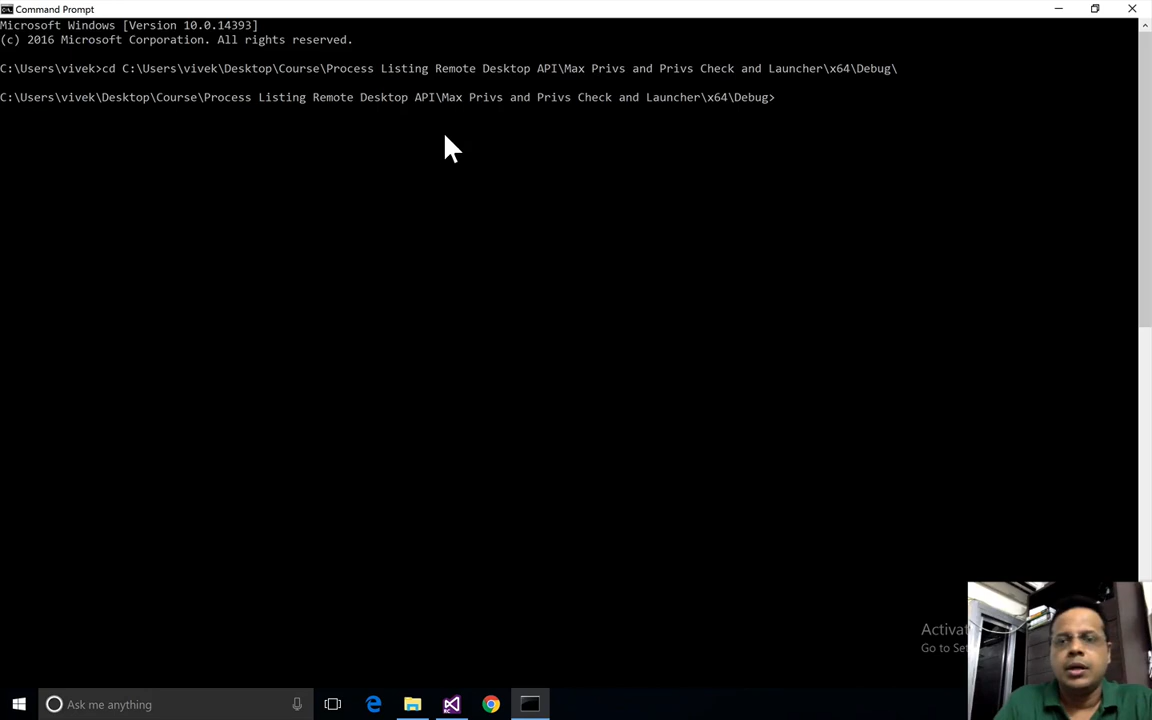 Command Prompt
Microsoft Windows [Version 10.0.14393]
(c) 2016 Microsoft Corporation. All rights reserved.
C:\Users\vivek>cd C:\Users\vivek\Desktop\Course\Process Listing Remote Desktop API\Max Privs and Privs Check and Launcher\x64\Debug\
C:\Users\vivek\Desktop\Course\Process Listing Remote Desktop API\Max Privs and Privs Check and Launcher\x64\Debug>
Activat
Go to Se
Ask me anything